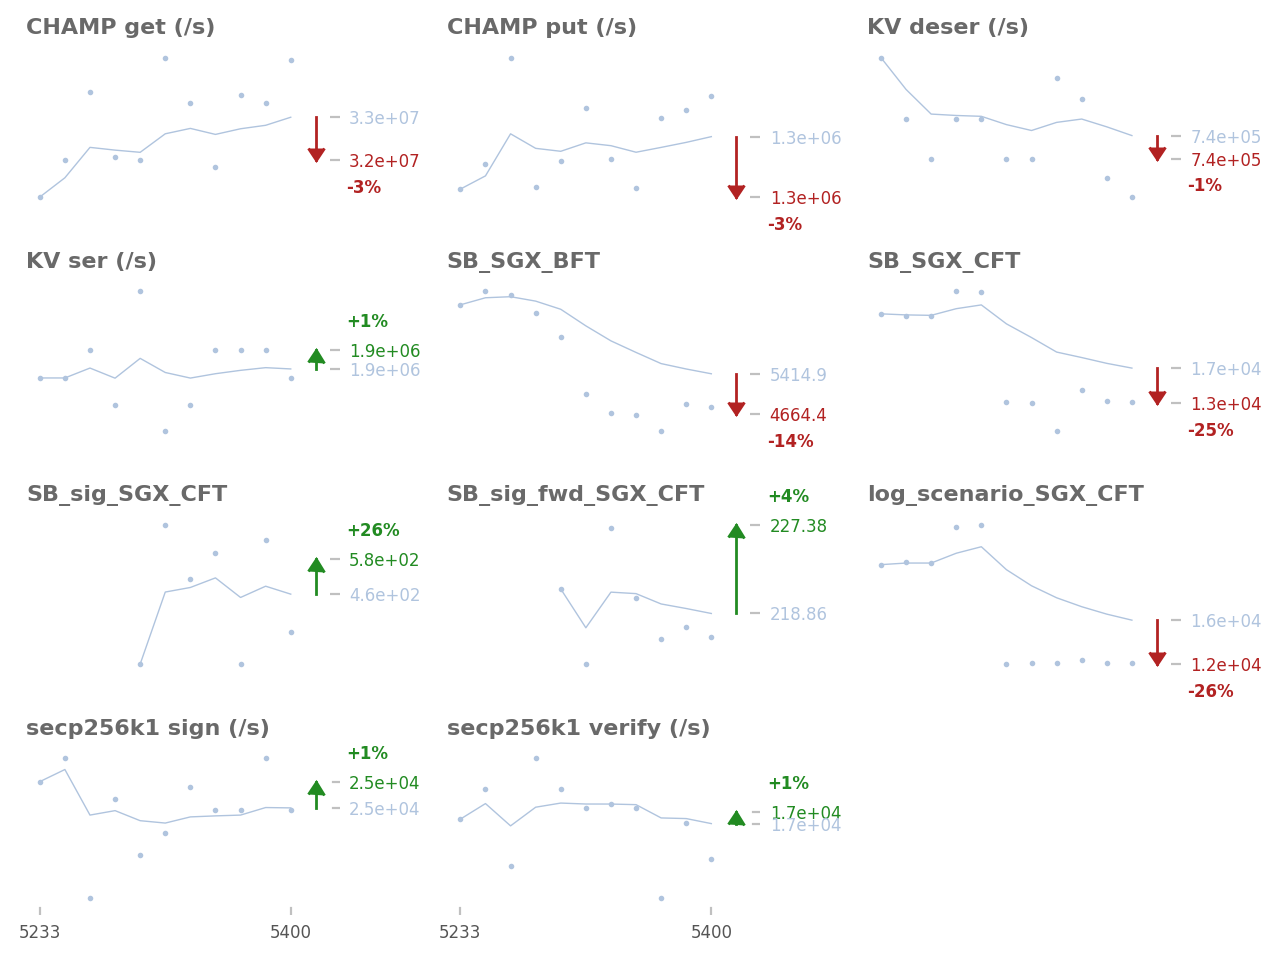 CHAMP get (/s)
3.3e+07
3.2e+07
-3%
CHAMP put (/s)
1.3e+06
1.3e+06
-3%
KV deser (/s)
7.4e+05
7.4e+05
-1%
KV ser (/s)
+1%
1.9e+06
1.9e+06
SB_SGX_BFT
5414.9
4664.4
-14%
SB_SGX_CFT
1.7e+04
1.3e+04
-25%
SB_sig_SGX_CFT
+26%
5.8e+02
4.6e+02
SB_sig_fwd_SGX_CFT
+4%
227.38
218.86
log_scenario_SGX_CFT
1.6e+04
1.2e+04
-26%
secp256k1 sign (/s)
+1%
2.5e+04
2.5e+04
5233
5400
secp256k1 verify (/s)
+1%
1.7e+04
1.7e+04
5233
5400